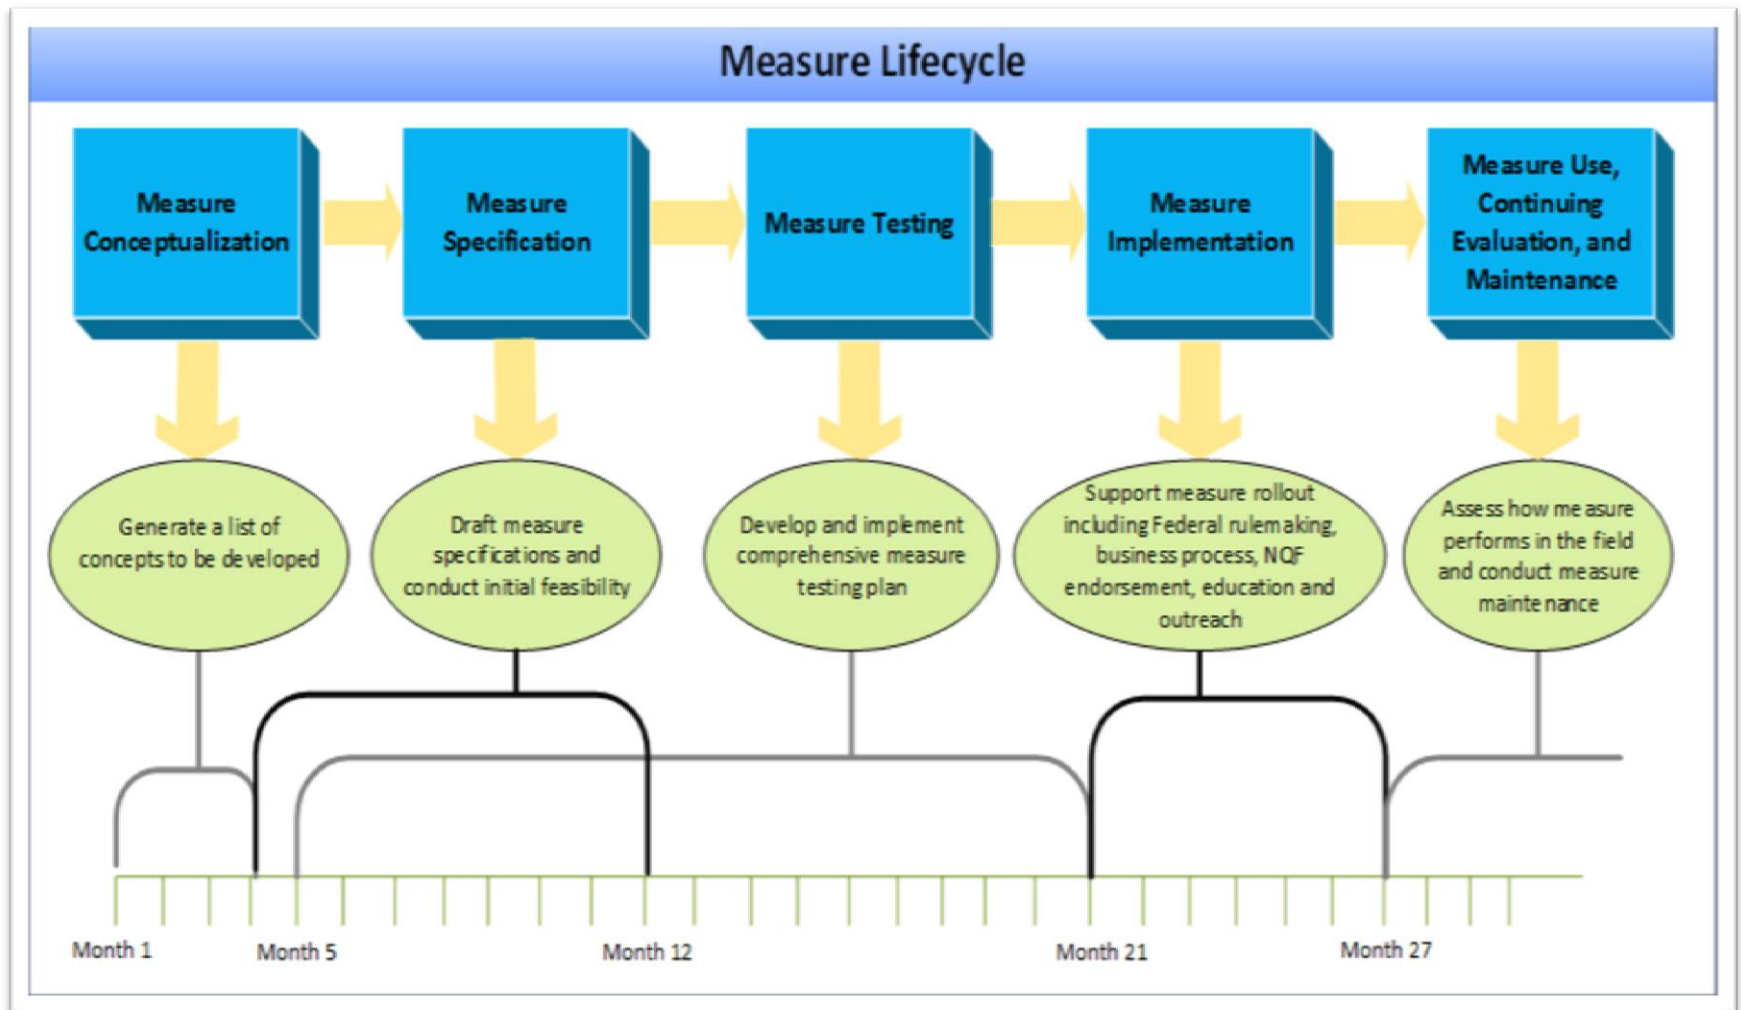 Measure Lifecycle
Measure
Conceptualization
Measure
Specification
Measure Testing
Measure
Implementation
Measure Use,
Continuing
Evaluation, and
Maintenance
Generate a list of
concepts to be developed
Draft measure
specifications and
conduct initial feasibility
Develop and implement
comprehensive measure
testing plan
Support measure rollout
including Federal rulemaking,
business process, NQF
endorsement, education and
outreach
Assess how measure
performs in the field
and conduct measure
maintenance
Month 1
Month 5
Month 12
Month 21
Month 27